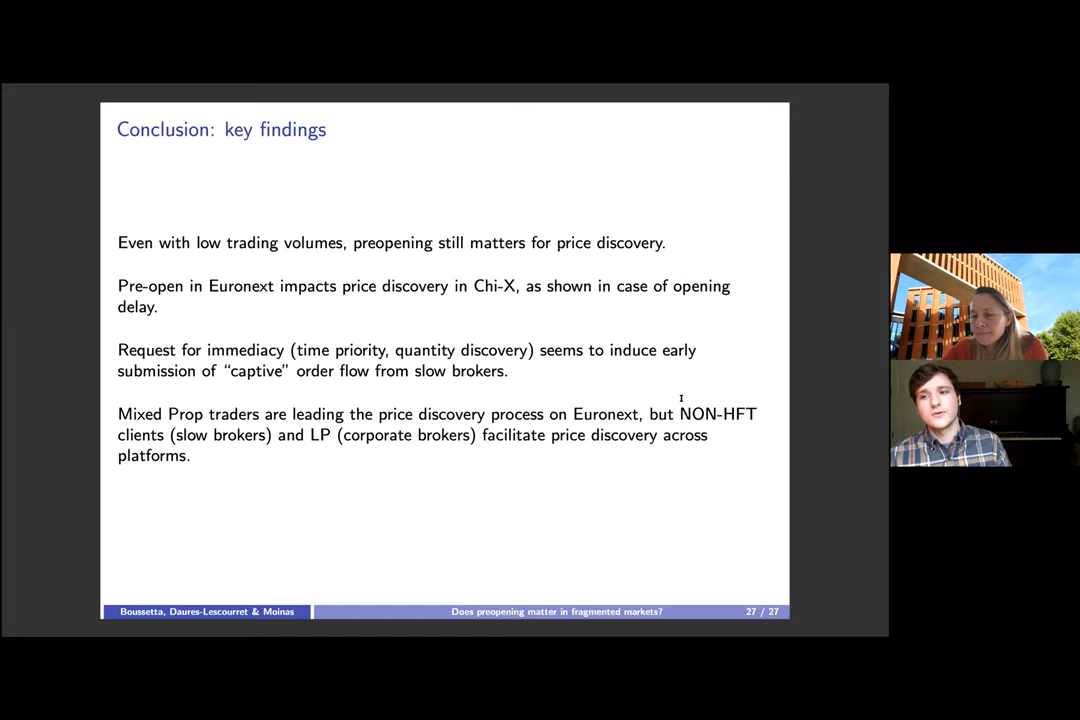 Conclusion: key findings
Even with low trading volumes, preopening still matters for price discovery.
Pre-open in Euronext impacts price discovery in Chi-X, as shown in case of opening
delay.
Request for immediacy (time priority, quantity discovery) seems to induce early
submission of “captive” order flow from slow brokers.
Mixed Prop traders are leading the price discovery process on Euronext, but NON-HFT
clients (slow brokers) and LP (corporate brokers) facilitate price discovery across
platforms.
Boussetta, Daures-Lescourret & Moinas
Does preopening matter in fragmented markets?
27 / 27